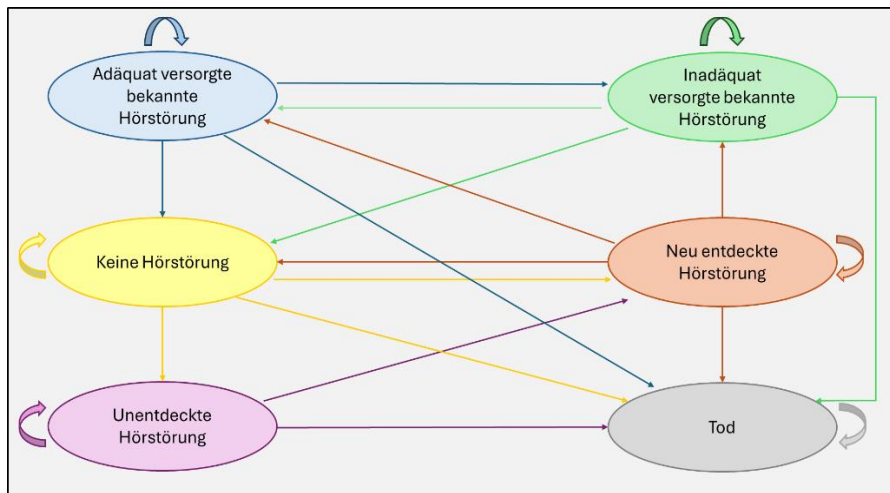 Adäquat versorgte
bekannte
Hörstörung
Inadäquat
versorgte bekannte
Hörstörung
Keine Hörstörung
Neu entdeckte
Hörstörung
Unentdeckte
Hörstörung
Tod